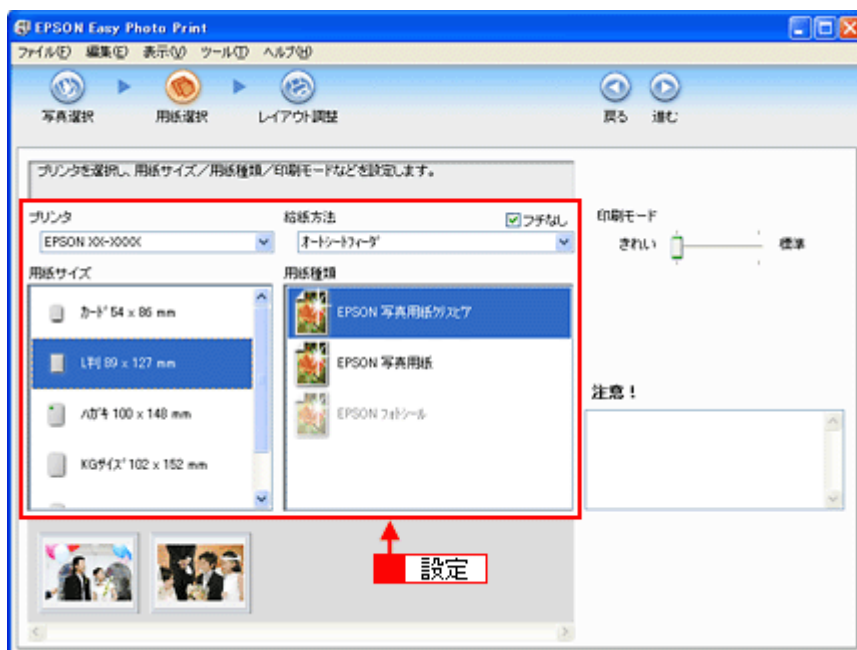 EPSON Easy Photo Print
ファイル(F) 編集(E) 表示(V) ツール(T) ヘルプ(H)
写真選択 用紙選択 レイアウト調整 戻る 進む
プリンタを選択し、用紙サイズ/用紙種類/印刷モードなどを設定します。
プリンタ 給紙方法 フチなし 印刷モード
EPSON XX-XXXX オートシートフィーダ きれい 標準
用紙サイズ 用紙種類
カード 54 x 86 mm EPSON 写真用紙クリスピア
L判 89 x 127 mm EPSON 写真用紙
注意!
ハガキ 100 x 148 mm EPSON フォトシール
KGサイズ 102 x 152 mm
設定